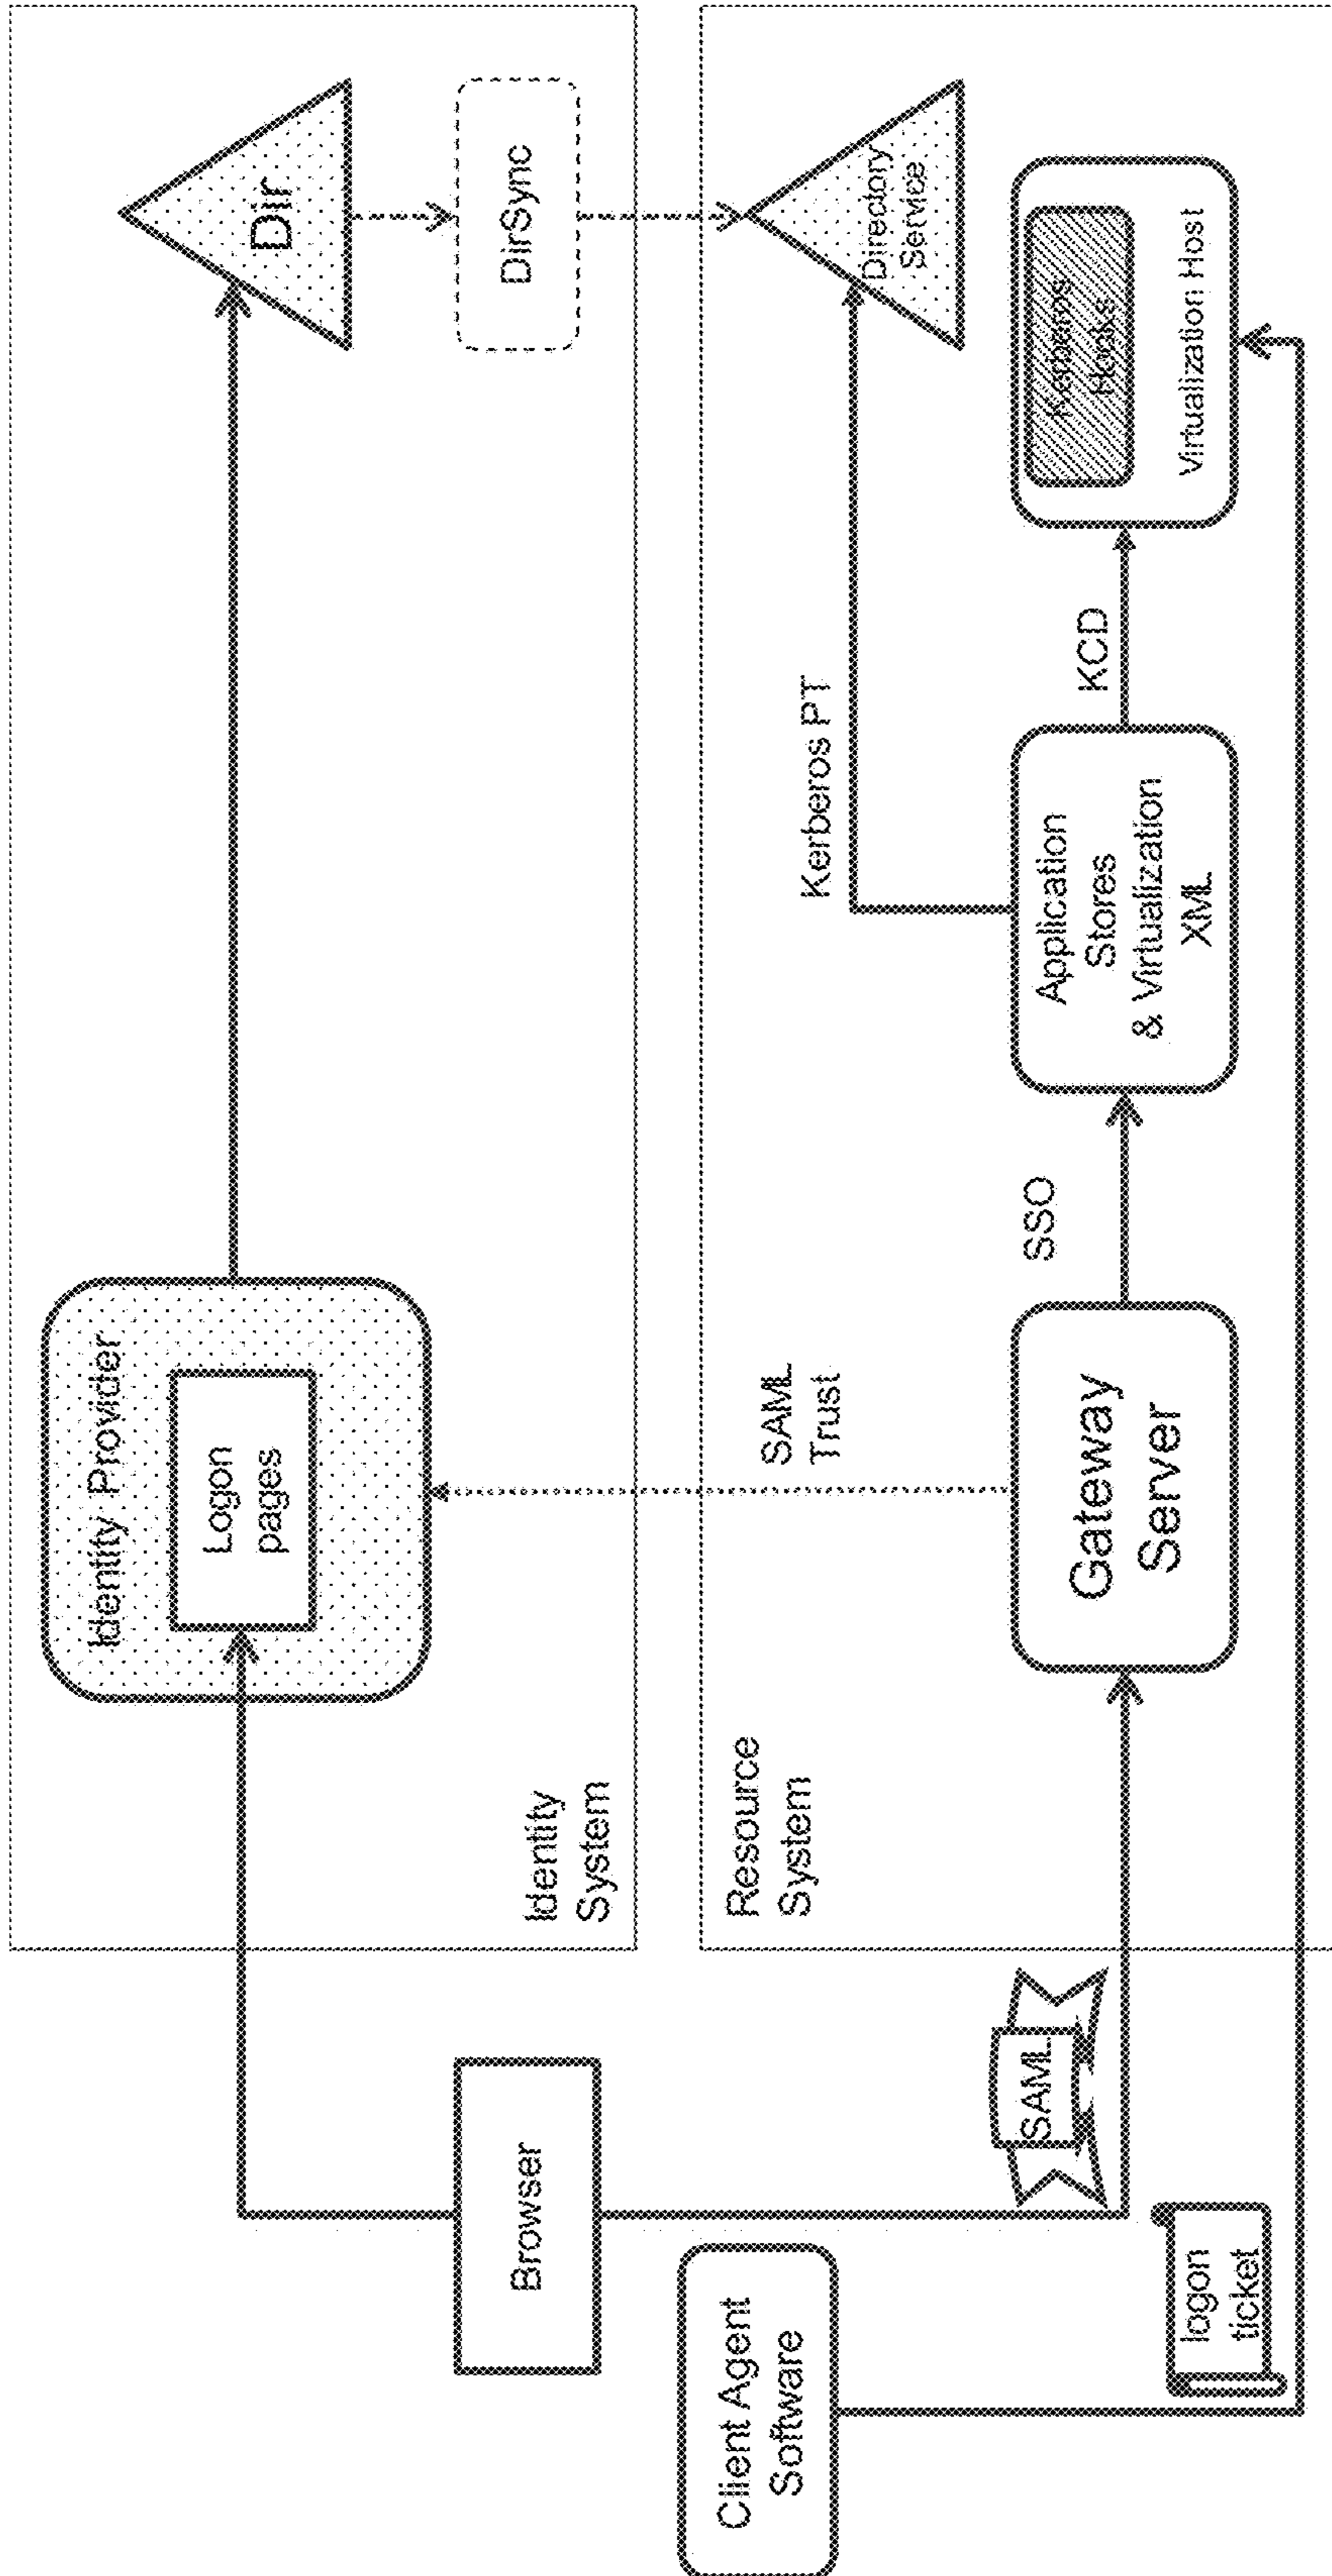 Identity Provider
Logon
pages
Dir
DirSync
Identity
System
Browser
Client Agent
Software
SAML
logon
ticket
Resource
System
SAML
Trust
Gateway
Server
SSO
Application
Stores
& Virtualization
XML
Kerberos PT
KCD
Directory
Service
Kerberos
Hooks
Virtualization Host